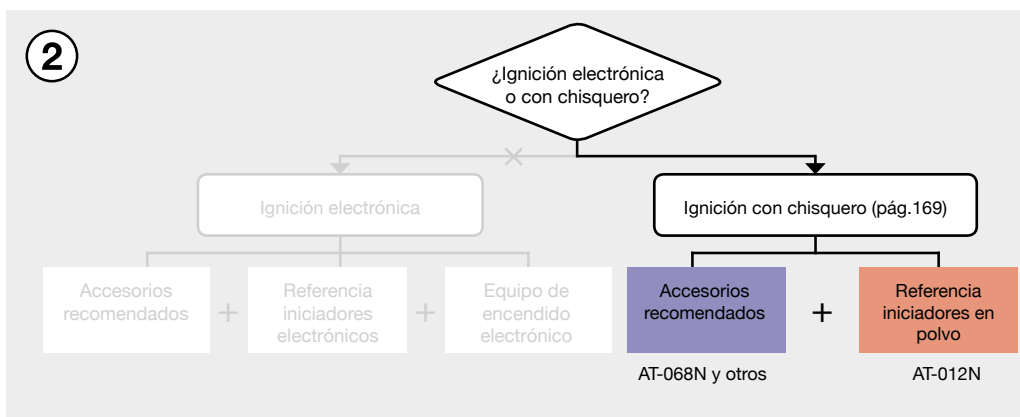 2
¿Ignición electrónica
o con chisquero?
Ignición electrónica
Ignición con chisquero (pág.169)
Accesorios
recomendados
+
Referencia
iniciadores
electrónicos
+
Equipo de
encendido
electrónico
Accesorios
recomendados
+
Referencia
iniciadores en
polvo
AT-068N y otros
AT-012N